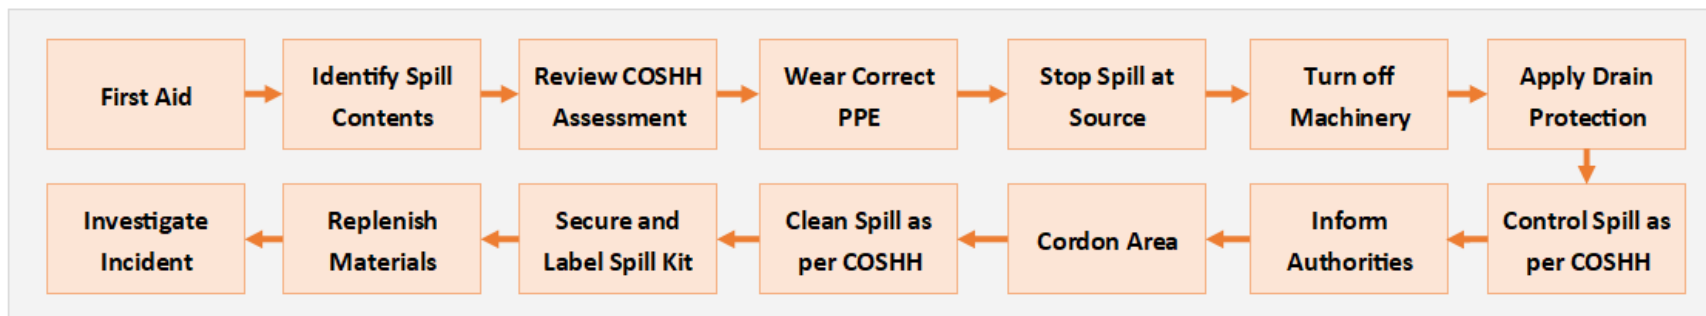 First Aid
Identify Spill
Contents
Review COSHH
Assessment
Wear Correct
PPE
Stop Spill at
Source
Turn off
Machinery
Apply Drain
Protection
Control Spill as
per COSHH
Inform
Authorities
Cordon Area
Clean Spill as
per COSHH
Secure and
Label Spill Kit
Replenish
Materials
Investigate
Incident